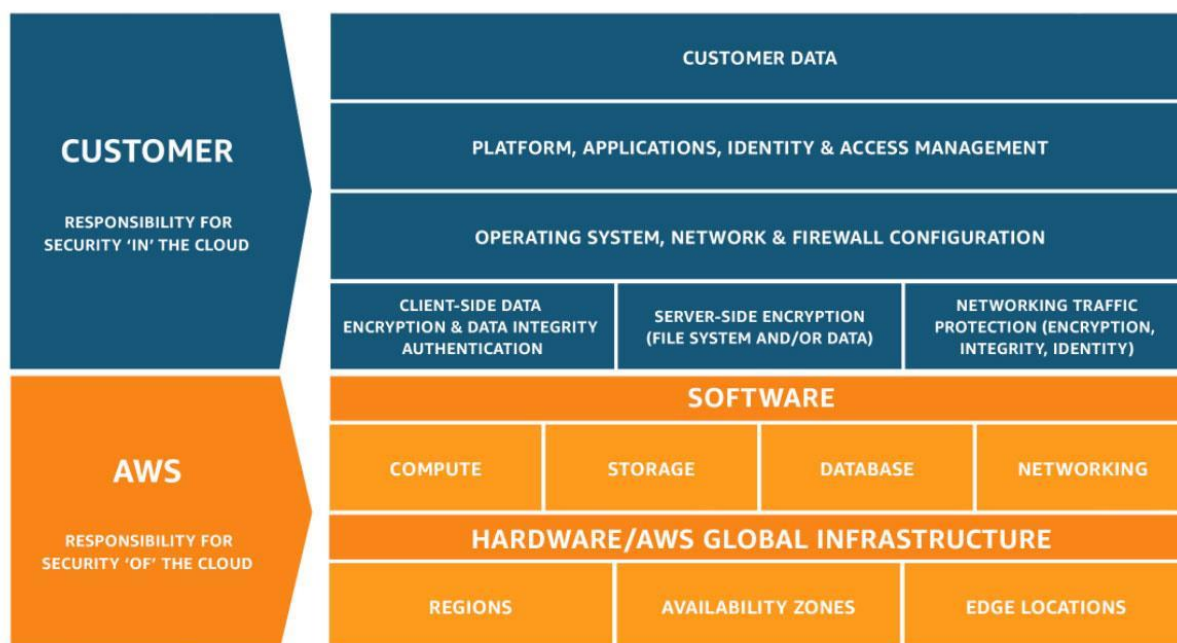 CUSTOMER
RESPONSIBILITY FOR
SECURITY ‘IN’ THE CLOUD
CUSTOMER DATA
PLATFORM, APPLICATIONS, IDENTITY & ACCESS MANAGEMENT
OPERATING SYSTEM, NETWORK & FIREWALL CONFIGURATION
CLIENT-SIDE DATA
ENCRYPTION & DATA INTEGRITY
AUTHENTICATION
SERVER-SIDE ENCRYPTION
(FILE SYSTEM AND/OR DATA)
NETWORKING TRAFFIC
PROTECTION (ENCRYPTION,
INTEGRITY, IDENTITY)
AWS
RESPONSIBILITY FOR
SECURITY ‘OF’ THE CLOUD
SOFTWARE
COMPUTE
STORAGE
DATABASE
NETWORKING
HARDWARE/AWS GLOBAL INFRASTRUCTURE
REGIONS
AVAILABILITY ZONES
EDGE LOCATIONS